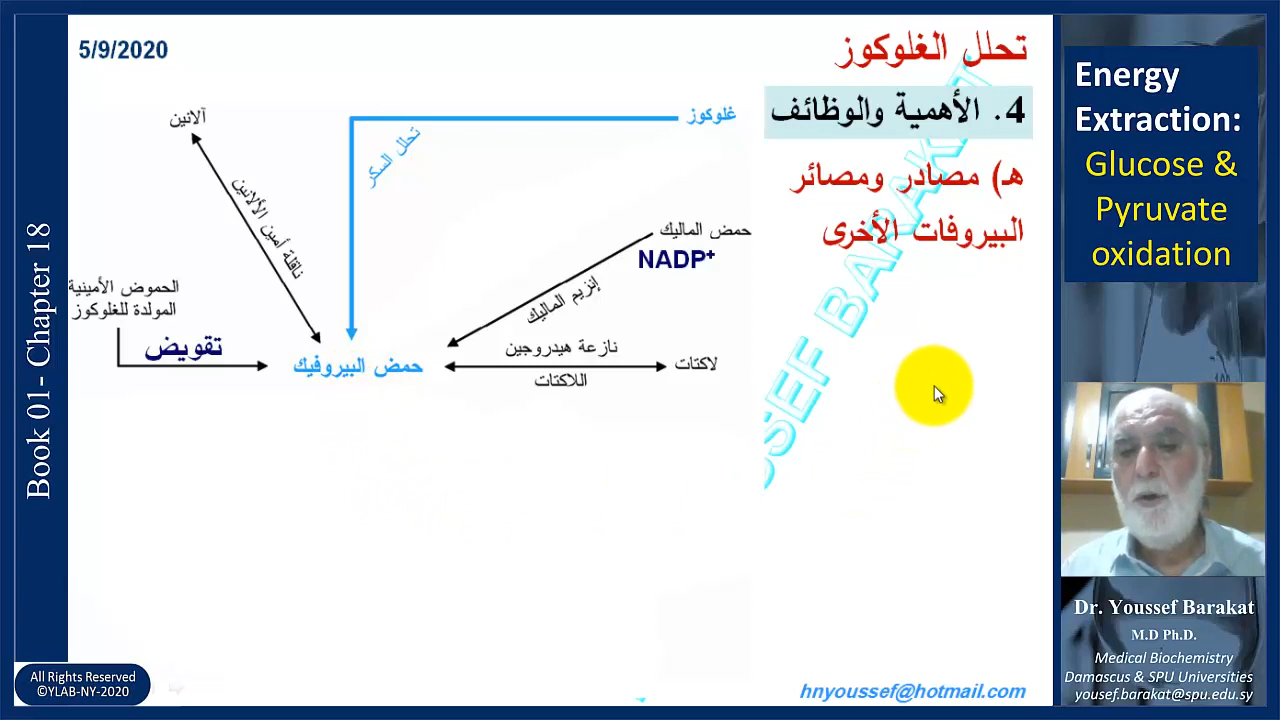 5/9/2020
تحلل الغلوكوز
4. الأهمية والوظائف
هـ) مصادر ومصائر
البيروفات الأخرى
غلوكوز
تحلل السكر
آلانين
ناقلة أمين الألانين
حمض الماليك
NADP+
إنزيم الماليك
الحموض الأمينية
المولدة للغلوكوز
تقويض
حمض البيروفيك
نازعة هيدروجين
اللاكتات
لاكتات
Book 01- Chapter 18
Energy
Extraction:
Glucose &
Pyruvate
oxidation
Dr. Youssef Barakat
M.D Ph.D.
Medical Biochemistry
Damascus & SPU Universities
yousef.barakat@spu.edu.sy
All Rights Reserved
©YLAB-NY-2020
hnyoussef@hotmail.com